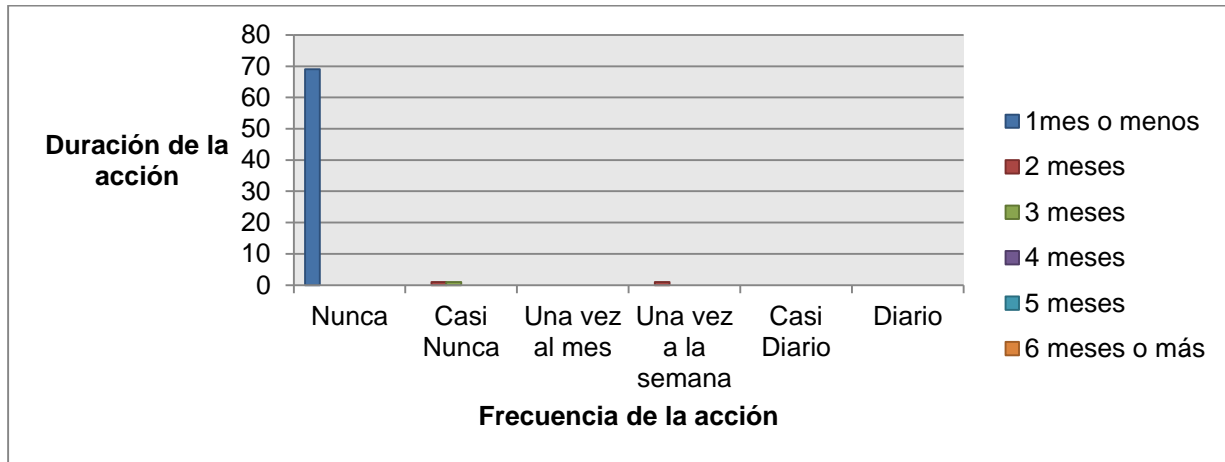 80
70
60
50
40
30
20
10
0
Duración de la
acción
Nunca
Casi
Nunca
Una vez
al mes
Una vez
a la
semana
Casi
Diario
Diario
Frecuencia de la acción
1mes o menos
2 meses
3 meses
4 meses
5 meses
6 meses o más